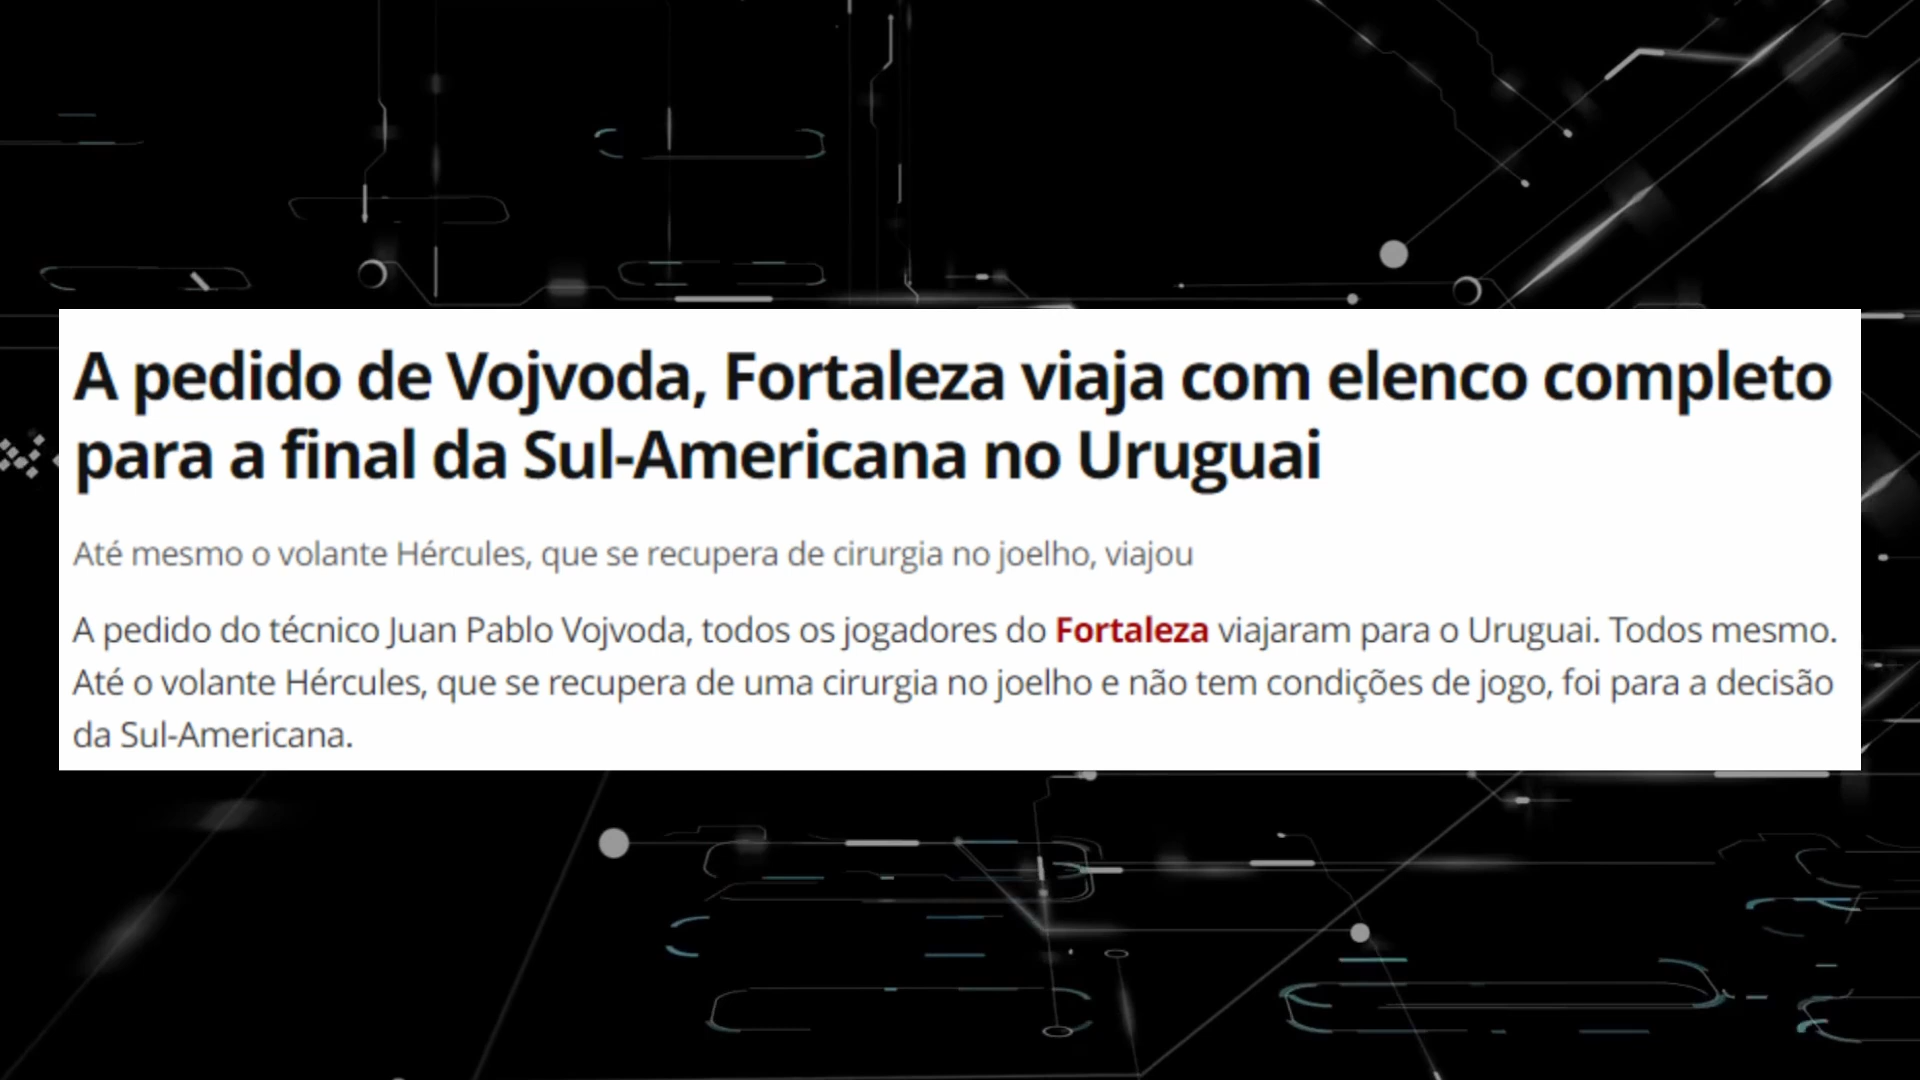 A pedido de Vojvoda, Fortaleza viaja com elenco completo
para a final da Sul-Americana no Uruguai
Até mesmo o volante Hércules, que se recupera de cirurgia no joelho, viajou
A pedido do técnico Juan Pablo Vojvoda, todos os jogadores do Fortaleza viajaram para o Uruguai. Todos mesmo.
Até o volante Hércules, que se recupera de uma cirurgia no joelho e não tem condições de jogo, foi para a decisão
da Sul-Americana.